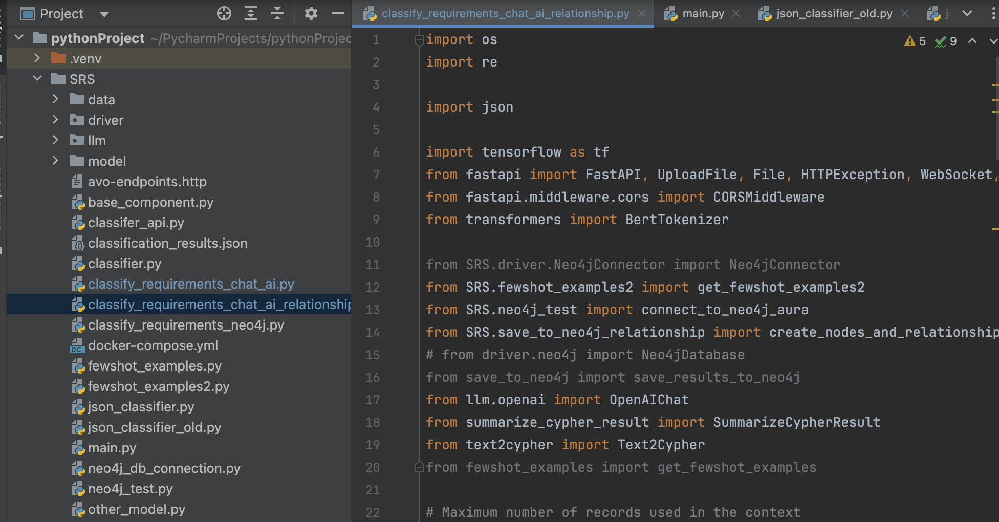 Project
pythonProject ~/PycharmProjects/pythonProjec
.venv
SRS
data
driver
llm
model
avo-endpoints.http
base_component.py
classifer_api.py
classification_results.json
classifier.py
classify_requirements_chat_ai.py
classify_requirements_chat_ai_relationship
classify_requirements_neo4j.py
DC docker-compose.yml
fewshot_examples.py
fewshot_examples2.py
json_classifier.py
json_classifier_old.py
main.py
neo4j_db_connection.py
neo4j_test.py
other_model.py
classify_requirements_chat_ai_relationship.py main.py json_classifier_old.py
5 9
1 import os
2 import re
3
4 import json
5
6 import tensorflow as tf
7 from fastapi import FastAPI, UploadFile, File, HTTPException, WebSocket,
8 from fastapi.middleware.cors import CORSMiddleware
9 from transformers import BertTokenizer
10
11 from SRS.driver.Neo4jConnector import Neo4jConnector
12 from SRS.fewshot_examples2 import get_fewshot_examples2
13 from SRS.neo4j_test import connect_to_neo4j_aura
14 from SRS.save_to_neo4j_relationship import create_nodes_and_relationship
15 # from driver.neo4j import Neo4jDatabase
16 from save_to_neo4j import save_results_to_neo4j
17 from llm.openai import OpenAIChat
18 from summarize_cypher_result import SummarizeCypherResult
19 from text2cypher import Text2Cypher
20 from fewshot_examples import get_fewshot_examples
21
22 # Maximum number of records used in the context